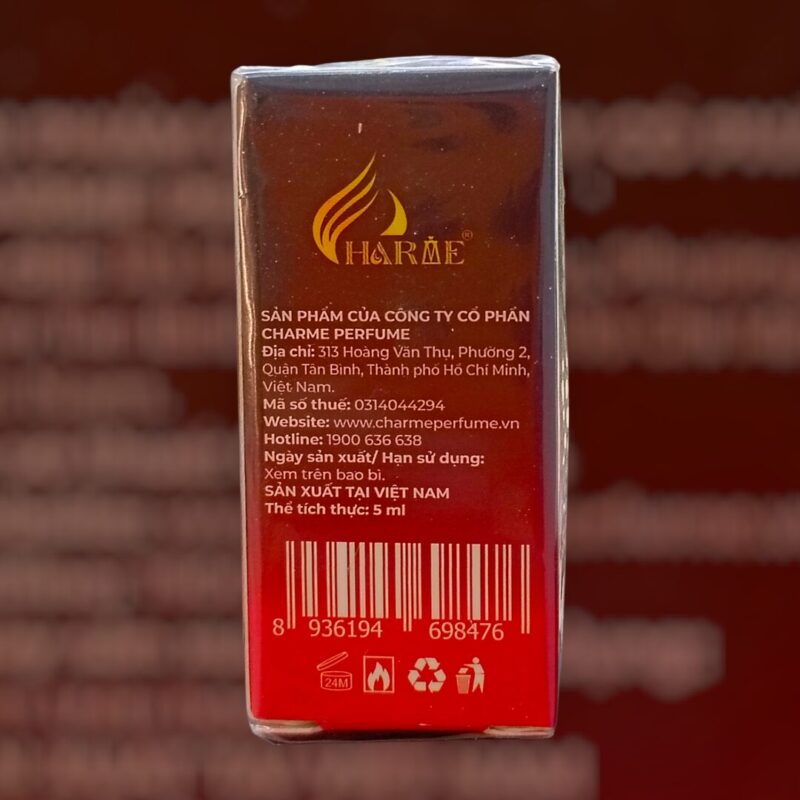 CHARME®
SẢN PHẨM CỦA CÔNG TY CỔ PHẦN
CHARME PERFUME
Địa chỉ: 313 Hoàng Văn Thụ, Phường 2,
Quận Tân Bình, Thành phố Hồ Chí Minh,
Việt Nam.
Mã số thuế: 0314044294
Website: www.charmeperfume.vn
Hotline: 1900 636 638
Ngày sản xuất/ Hạn sử dụng:
Xem trên bao bì.
SẢN XUẤT TẠI VIỆT NAM
Thể tích thực: 5 ml
8 936194 698476
24M